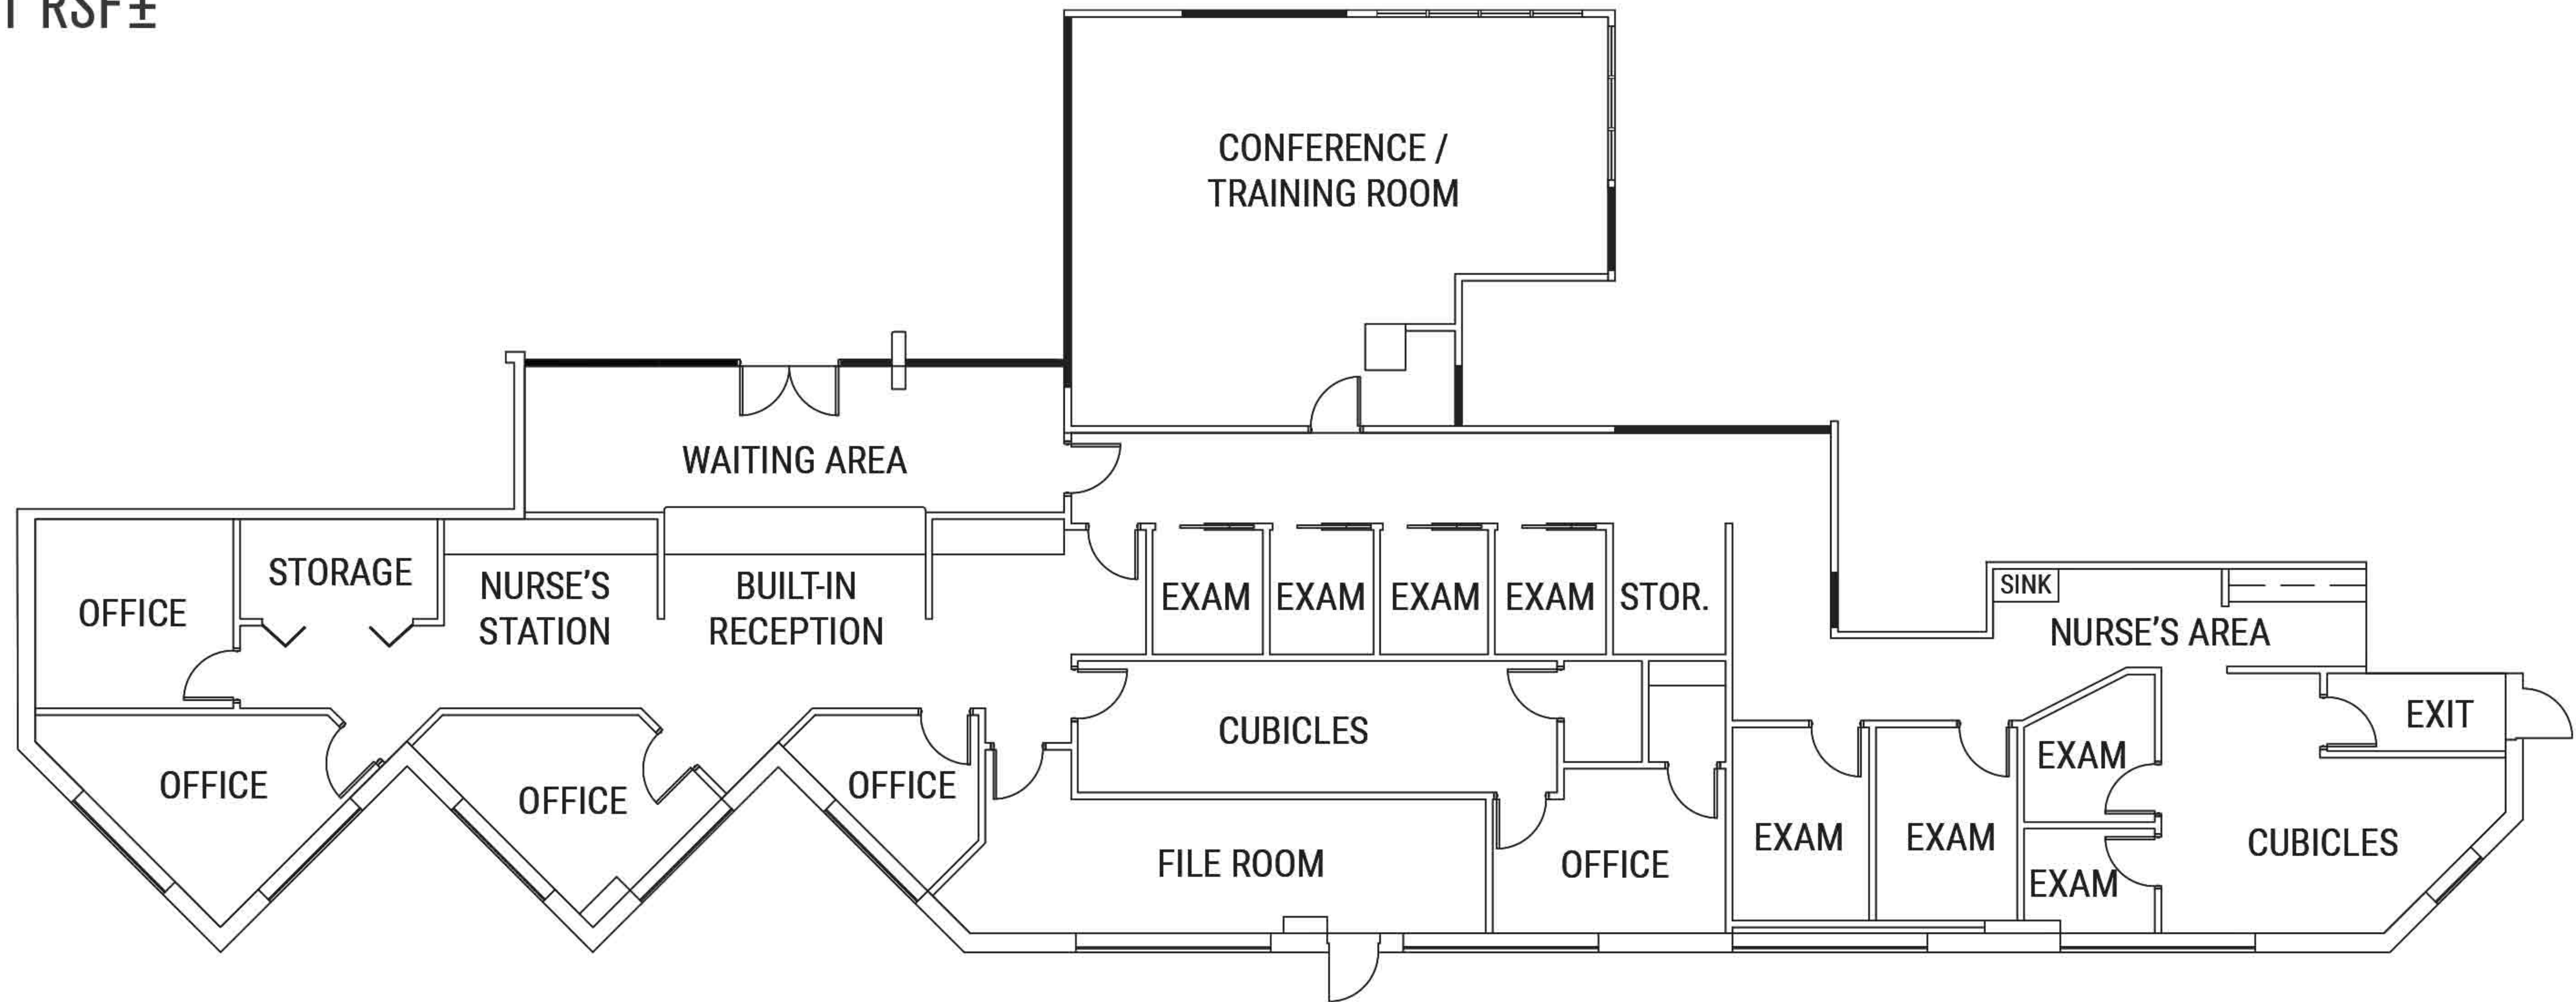 RSF±
CONFERENCE /
TRAINING ROOM
WAITING AREA
OFFICE
STORAGE
NURSE'S
STATION
BUILT-IN
RECEPTION
EXAM
EXAM
EXAM
EXAM
STOR.
SINK
NURSE'S AREA
OFFICE
OFFICE
OFFICE
CUBICLES
EXIT
EXAM
FILE ROOM
OFFICE
EXAM
EXAM
EXAM
CUBICLES